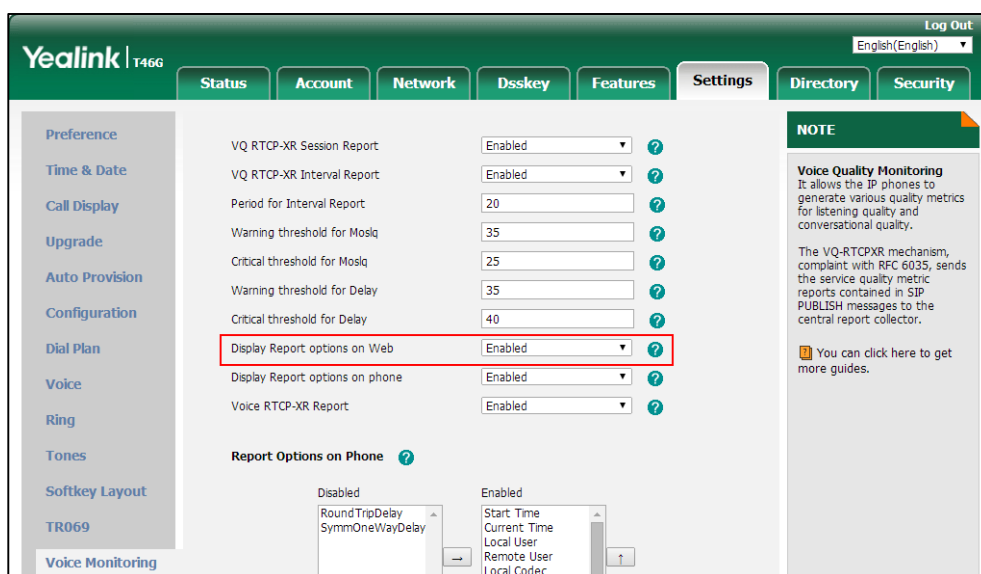 Log Out
English(English)
Yealink | T46G
Status Account Network Dsskey Features Settings Directory Security
Preference
Time & Date
Call Display
Upgrade
Auto Provision
Configuration
Dial Plan
Voice
Ring
Tones
Softkey Layout
TR069
Voice Monitoring
VQ RTCP-XR Session Report Enabled
VQ RTCP-XR Interval Report Enabled
Period for Interval Report 20
Warning threshold for Moslq 35
Critical threshold for Moslq 25
Warning threshold for Delay 35
Critical threshold for Delay 40
Display Report options on Web Enabled
Display Report options on phone Enabled
Voice RTCP-XR Report Enabled
Report Options on Phone
Disabled
RoundTripDelay
SymmOneWayDelay
Enabled
Start Time
Current Time
Local User
Remote User
Local Codec
NOTE
Voice Quality Monitoring
It allows the IP phones to
generate various quality metrics
for listening quality and
conversational quality.
The VQ-RTCPXR mechanism,
complaint with RFC 6035, sends
the service quality metric
reports contained in SIP
PUBLISH messages to the
central report collector.
You can click here to get
more guides.